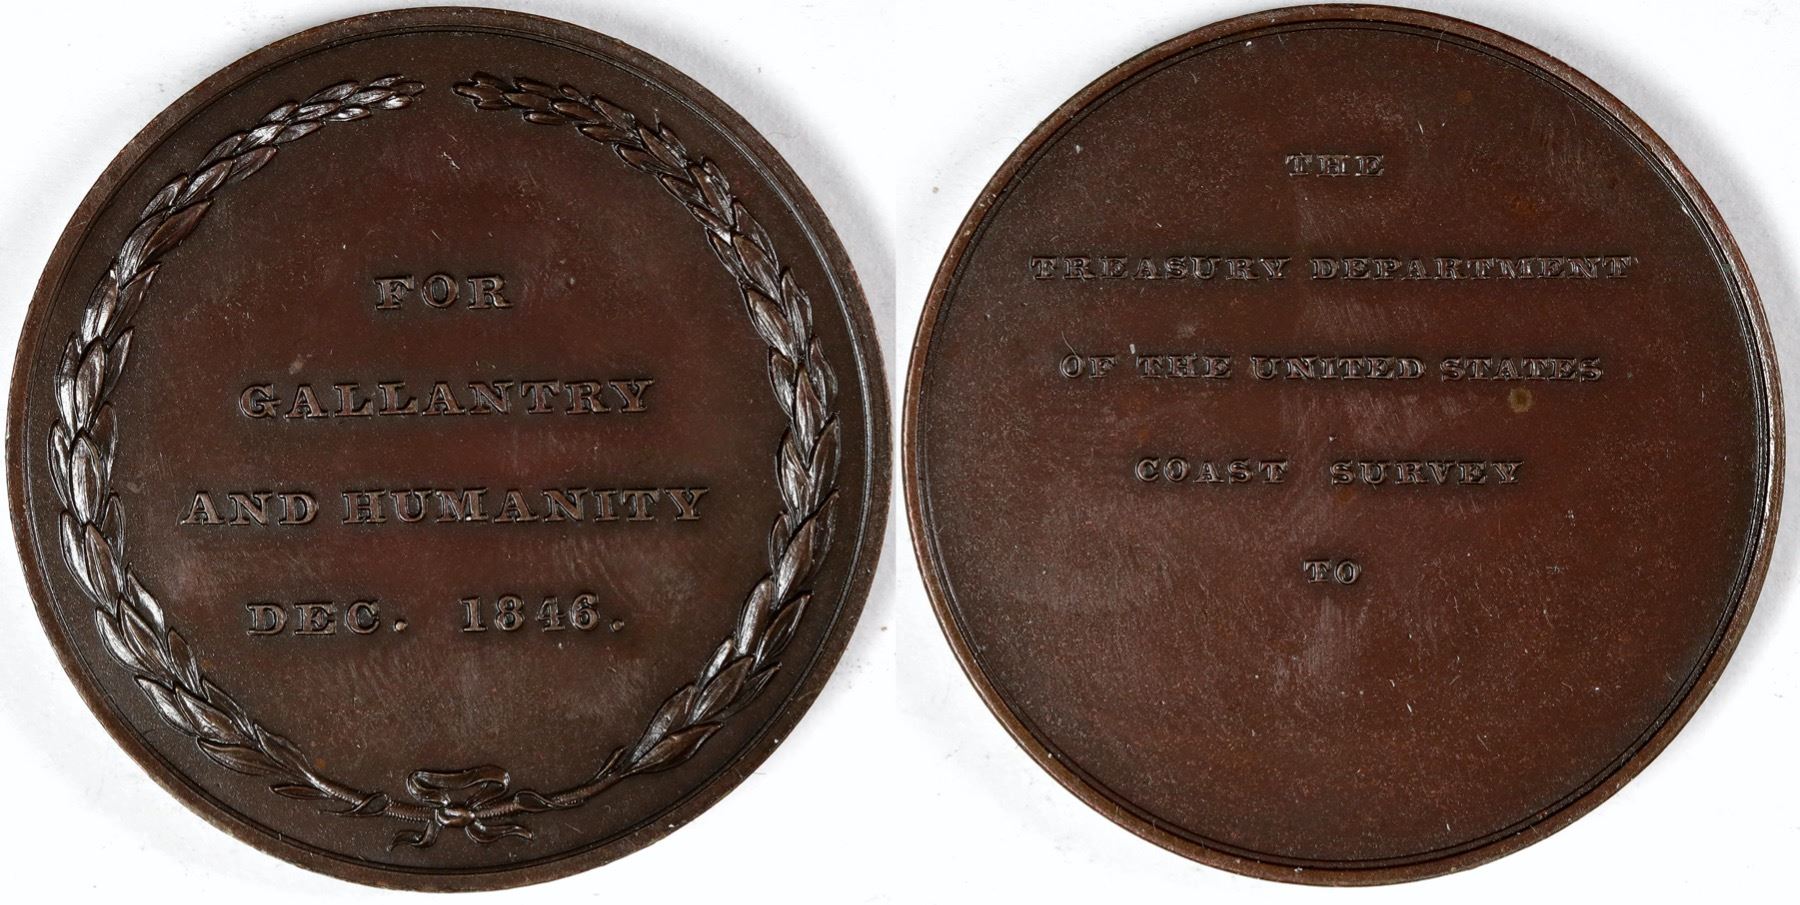 FOR
GALLANTRY
AND HUMANITY
DEC. 1846.
THE
TREASURY DEPARTMENT
OF THE UNITED STATES
COAST SURVEY
TO